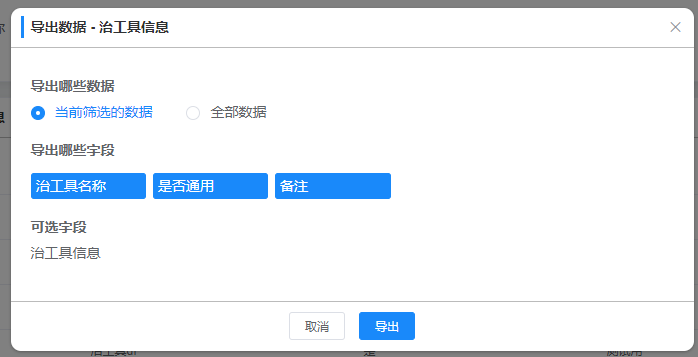 导出数据 - 治工具信息
导出哪些数据
当前筛选的数据 全部数据
导出哪些字段
治工具名称 是否通用 备注
可选字段
治工具信息
取消 导出